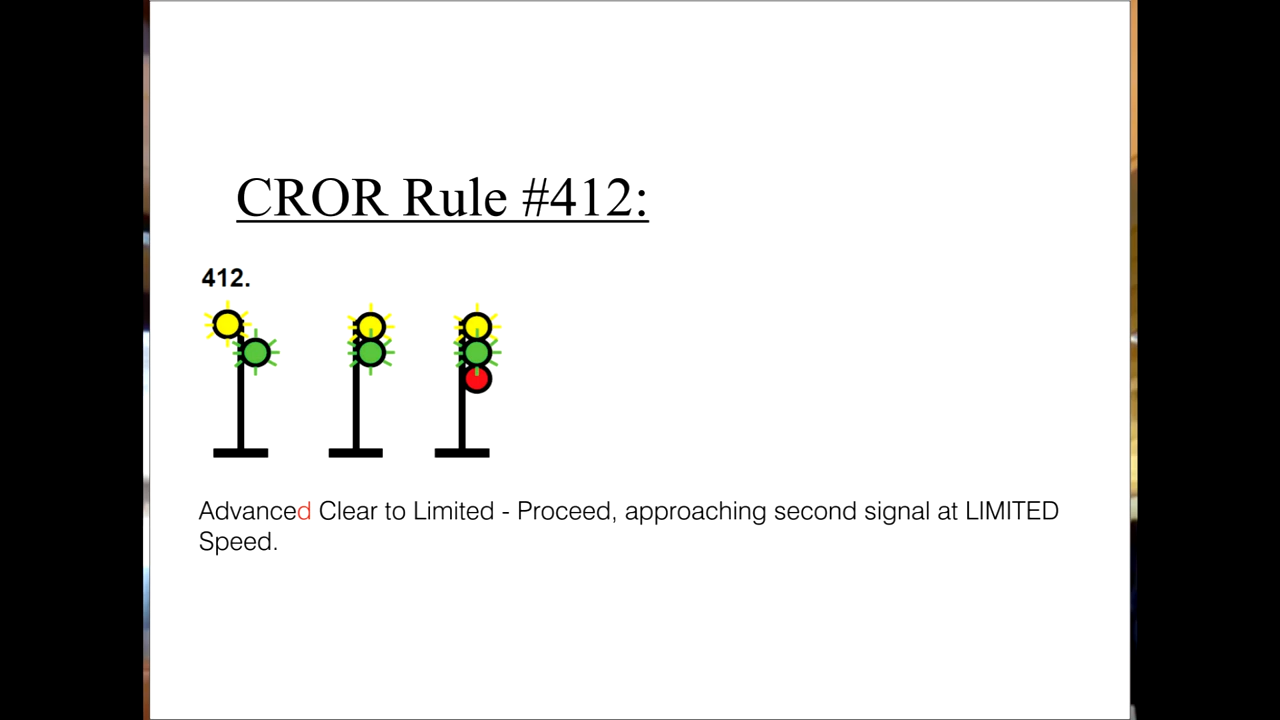 CROR Rule #412:
412.
Advanced Clear to Limited - Proceed, approaching second signal at LIMITED
Speed.